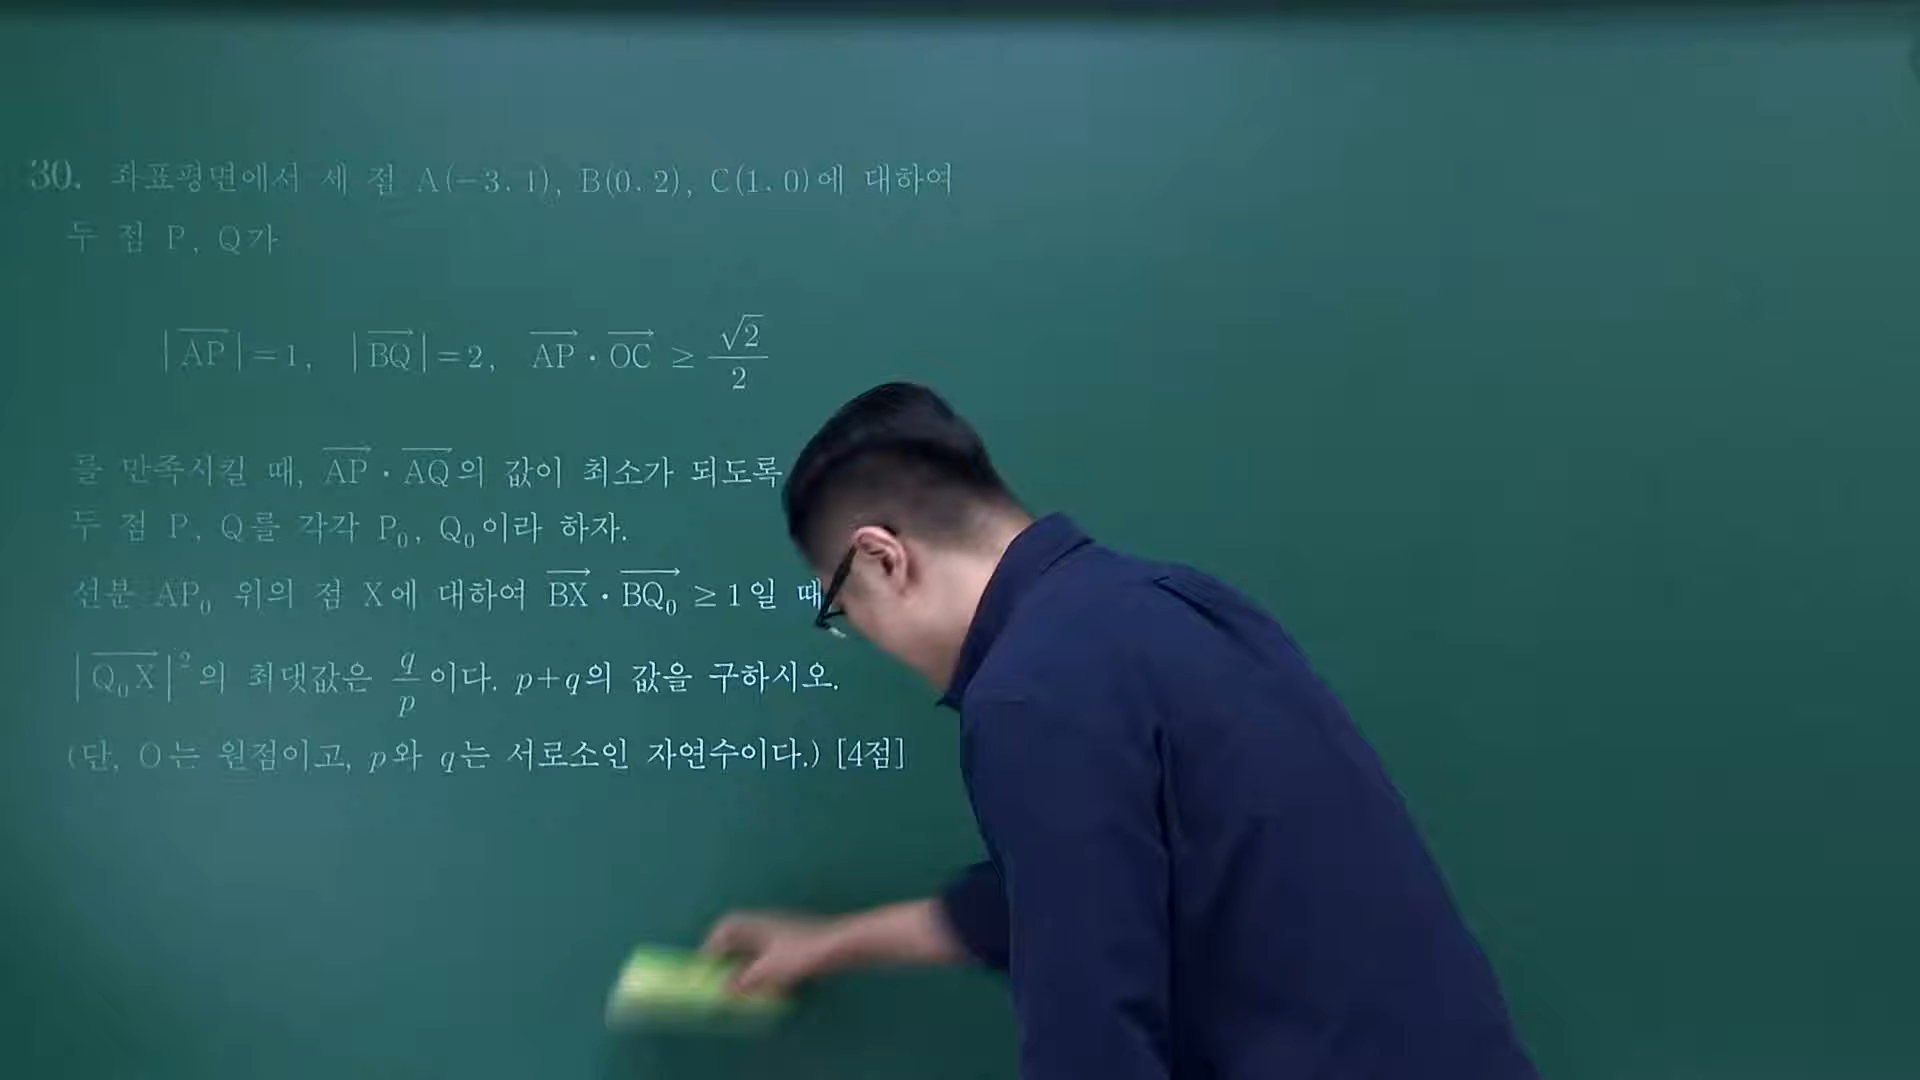 30. 좌표평면에서 세 점 A(-3, 1), B(0, 2), C(1, 0)에 대하여
두 점 P, Q가
|AP→|=1, |BQ→|=2, AP→·OC→ ≥ √2/2
를 만족시킬 때, AP→·AQ→의 값이 최소가 되도록
두 점 P, Q를 각각 P₀, Q₀이라 하자.
선분 AP₀ 위의 점 X에 대하여 BX→·BQ₀→ ≥ 1일 때
|Q₀X→|²의 최댓값은 q/p이다. p+q의 값을 구하시오.
(단, O는 원점이고, p와 q는 서로소인 자연수이다.) [4점]